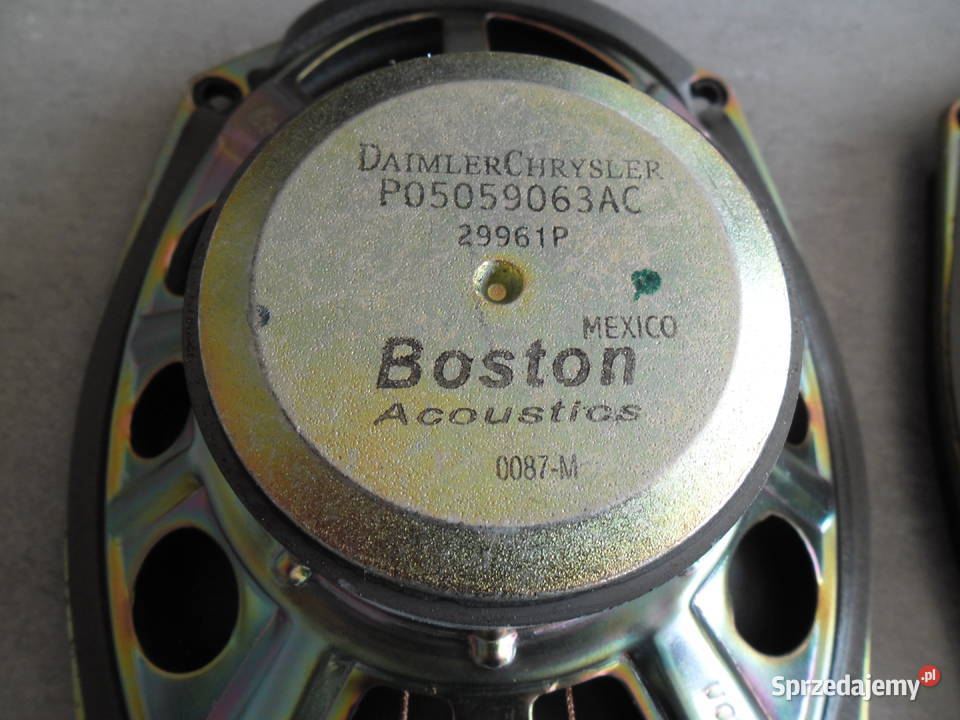 DAIMLERCHRYSLER
P05059063AC
29961P
MEXICO
Boston
Acoustics
0087-M
Sprzedajemy.pl